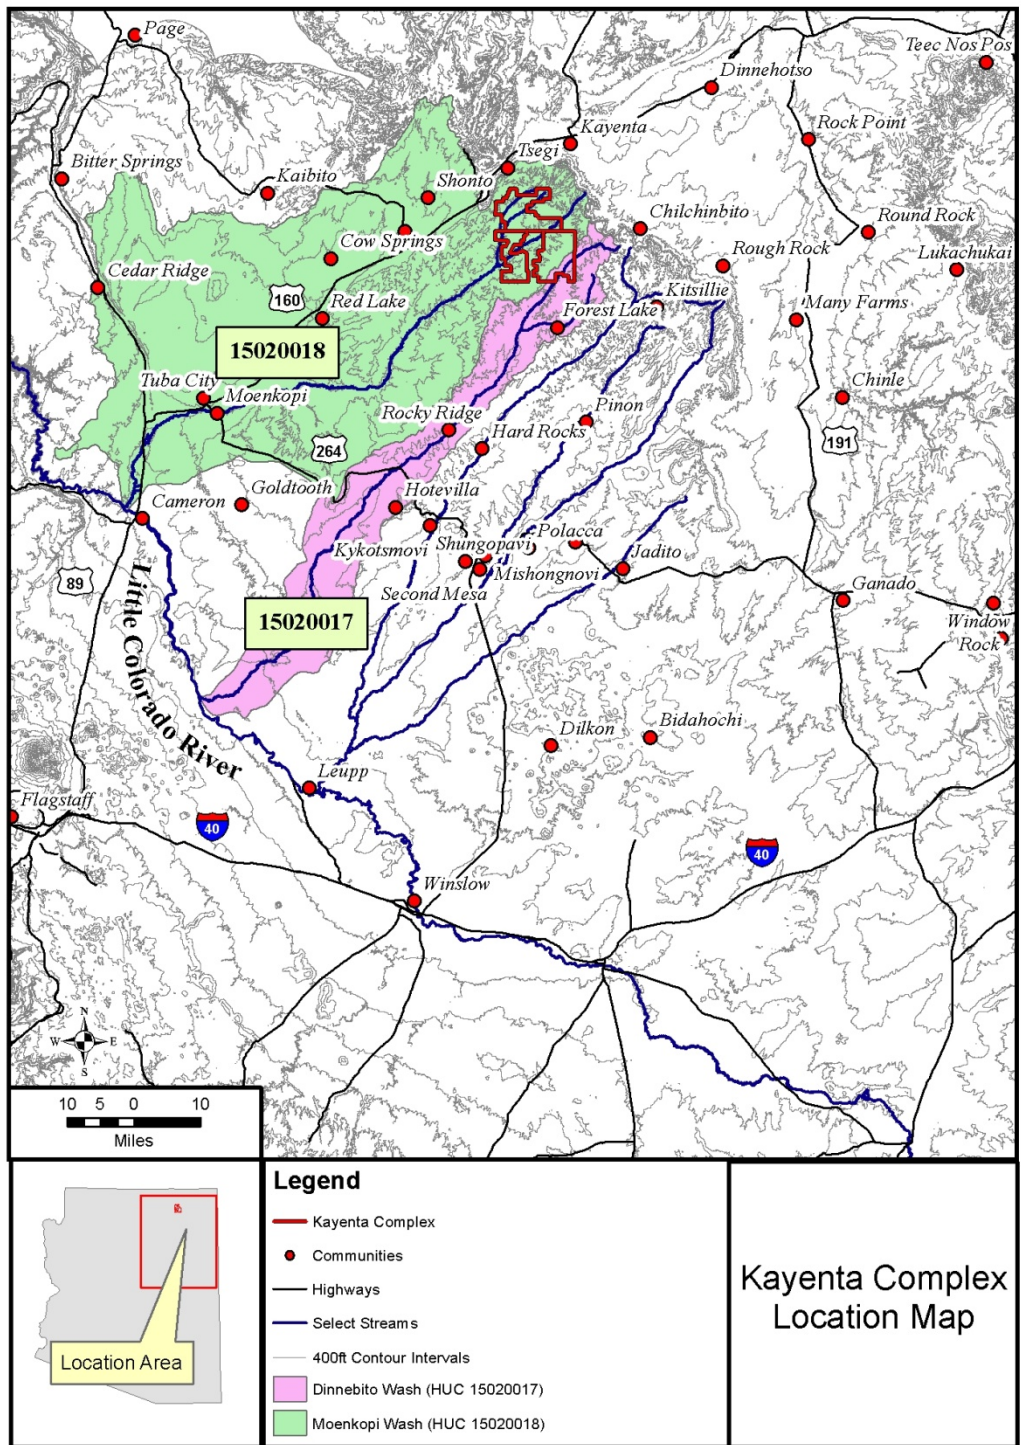 Page
Teec Nos Pos
Dinnehotso
Kayenta
Rock Point
Tsegi
Bitter Springs
Kaibito
Shonto
Chilchinbito
Round Rock
Cow Springs
Rough Rock
Lukachukai
Cedar Ridge
160
Red Lake
Kitsillie
Many Farms
Forest Lake
15020018
Tuba City
Moenkopi
Chinle
Rocky Ridge
Pinon
Hard Rocks
264
191
Goldtooth
Hotevilla
Cameron
Polacca
Kykotsmovi
Shungopavi
Jadito
Mishongnovi
89
Second Mesa
Ganado
15020017
Window
Rock
Little Colorado River
Dilkon
Bidahochi
Leupp
Flagstaff
40
40
Winslow
N
W E
S
10 5 0 10
Miles
Location Area
Legend
Kayenta Complex
Communities
Highways
Select Streams
400ft Contour Intervals
Dinnebito Wash (HUC 15020017)
Moenkopi Wash (HUC 15020018)
Kayenta Complex
Location Map